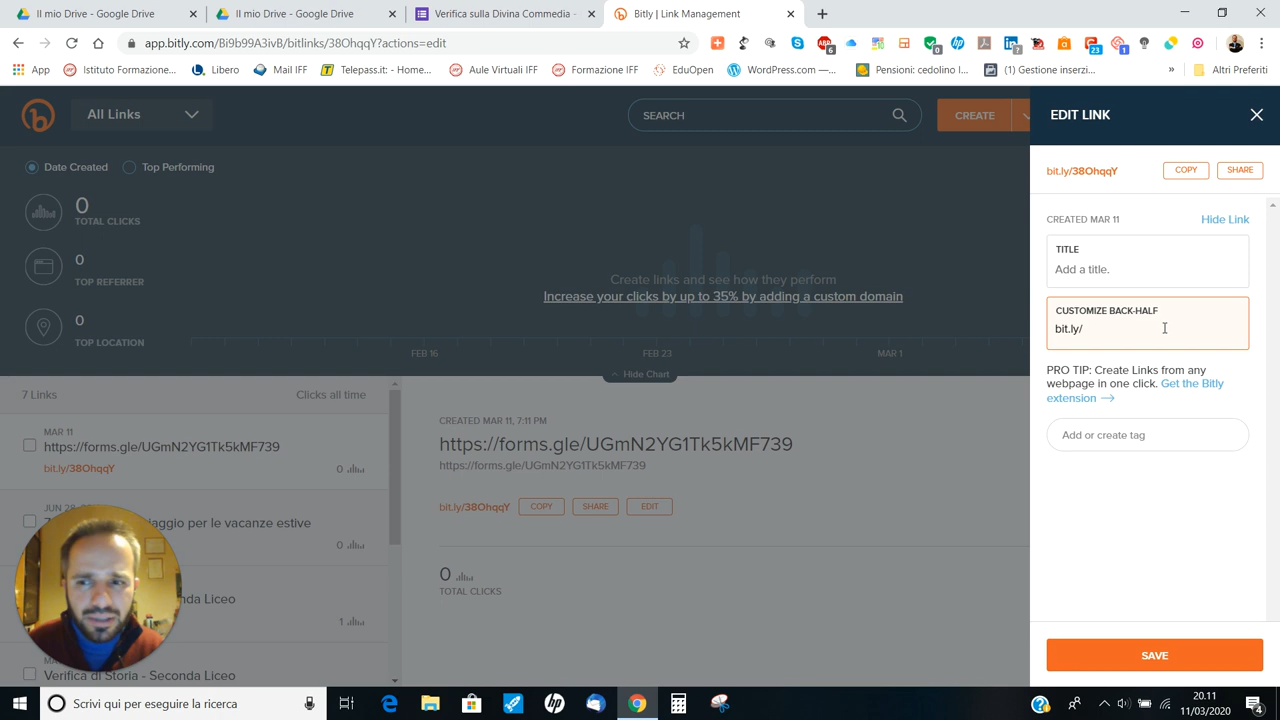 Il mio Drive - Google Drive
Il mio Drive - Google Drive
Verifica sulla Divina Commedia -
Bitly | Link Management
app.bitly.com/B9b99A3ivB/bitlinks/38OhqqY?actions=edit
App
Istituto Formazione...
Libero
Mail IFF
Telepass.it: - Home...
Aule Virtuali IFF
Formazione IFF
EduOpen
WordPress.com —...
Pensioni: cedolino I...
(1) Gestione inserzi...
»
Altri Preferiti
All Links
SEARCH
CREATE
EDIT LINK
Date Created
Top Performing
0
TOTAL CLICKS
0
TOP REFERRER
0
TOP LOCATION
Create links and see how they perform
Increase your clicks by up to 35% by adding a custom domain
FEB 16
FEB 23
MAR 1
Hide Chart
bit.ly/38OhqqY
COPY
SHARE
CREATED MAR 11
Hide Link
TITLE
Add a title.
CUSTOMIZE BACK-HALF
bit.ly/
PRO TIP: Create Links from any
webpage in one click. Get the Bitly
extension →
Add or create tag
SAVE
7 Links
Clicks all time
MAR 11
https://forms.gle/UGmN2YG1Tk5kMF739
bit.ly/38OhqqY
0
JUN 28,
aggio per le vacanze estive
0
nda Liceo
1
Verifica di Storia - Seconda Liceo
CREATED MAR 11, 7:11 PM
https://forms.gle/UGmN2YG1Tk5kMF739
https://forms.gle/UGmN2YG1Tk5kMF739
bit.ly/38OhqqY
COPY
SHARE
EDIT
0
TOTAL CLICKS
Scrivi qui per eseguire la ricerca
20.11
11/03/2020
4